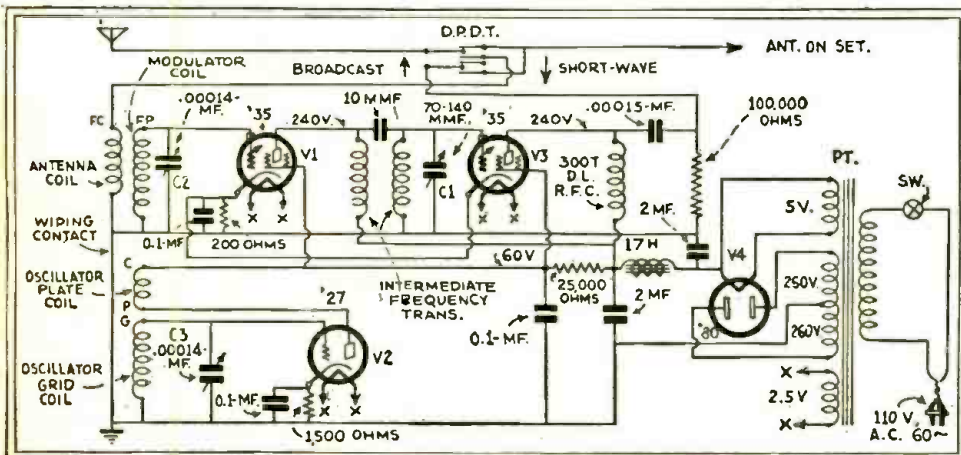 D.P.D.T.
ANT. ON SET.
BROADCAST
SHORT-WAVE
MODULATOR
COIL
.00014-
MF.
FC
FP
'35
240V.
10 MMF.
70-140
MMF.
'35
240V.
.00015-MF.
100,000
OHMS
V1
V3
C2
C1
ANTENNA
COIL
300T
D.L.
R.F.C.
PT.
SW.
5V.
2 MF.
WIPING
CONTACT
0.1-MF.
200 OHMS
17H
V4
OSCILLATOR
PLATE
COIL
C
60V.
P
INTERMEDIATE
FREQUENCY
TRANS.
25,000
OHMS
2 MF
250V.
260V
'80
G
'27
V2
0.1-MF.
C3
.00014-
MF.
OSCILLATOR
GRID
COIL
0.1-MF.
1500 OHMS
X
X
X
X
X
X
X
2.5V
X
110 V.
A.C. 60~